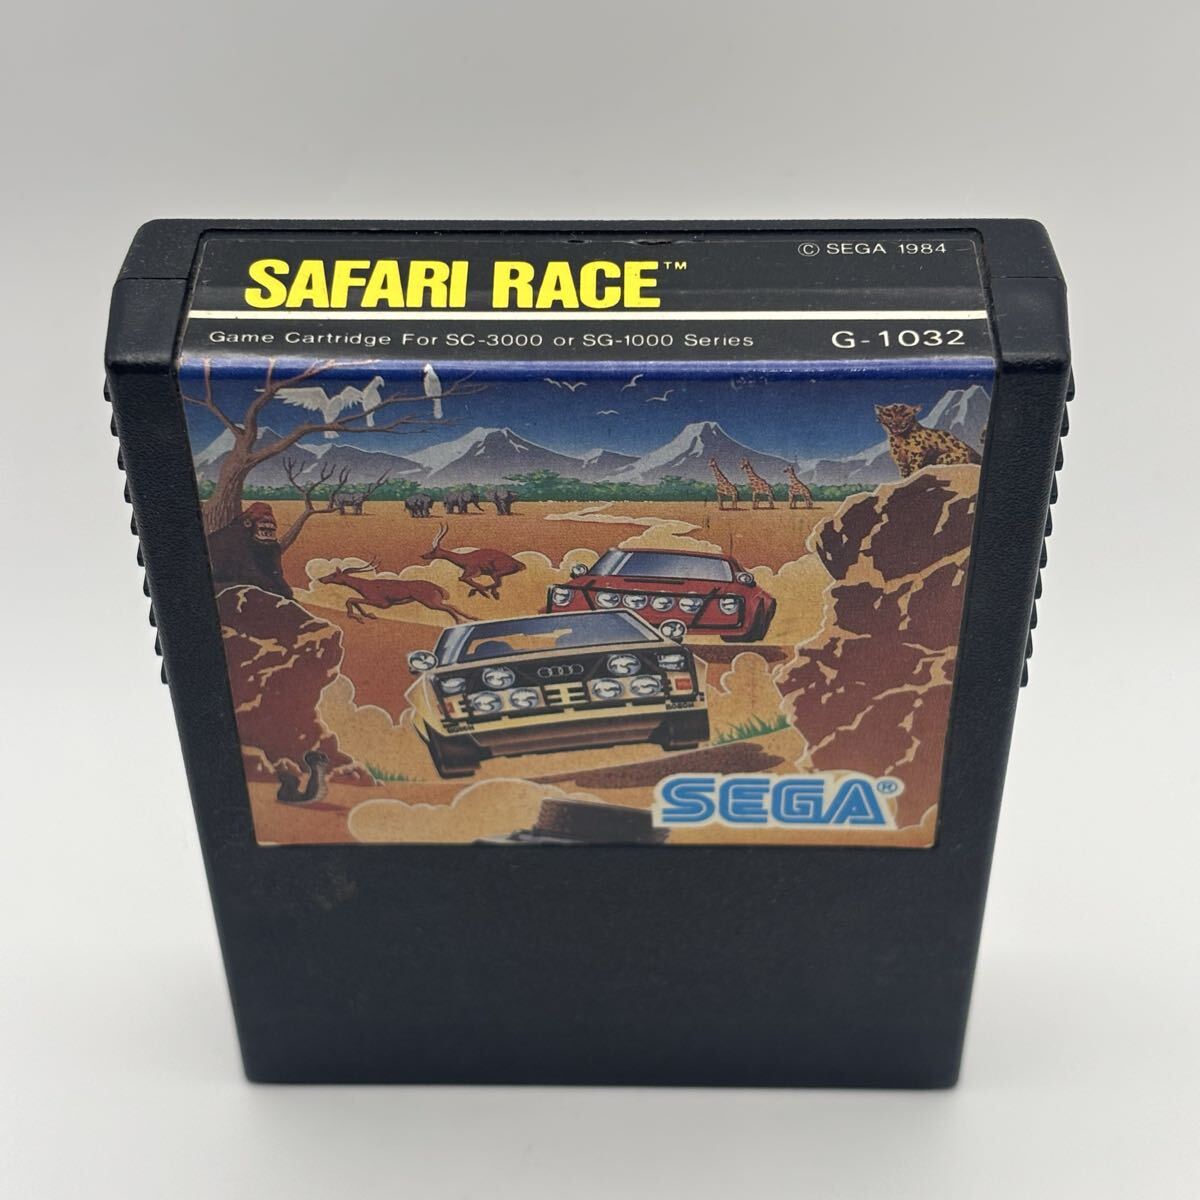 SAFARI RACE™
© SEGA 1984
Game Cartridge For SC-3000 or SG-1000 Series
G-1032
SEGA®